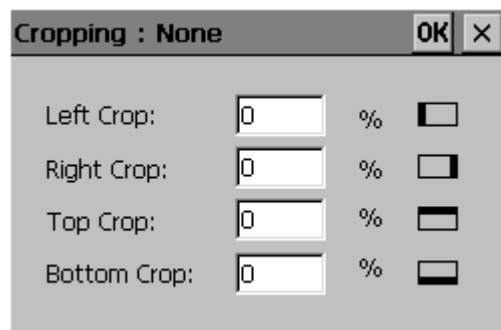 Cropping : None OK ×
Left Crop: 0 %
Right Crop: 0 %
Top Crop: 0 %
Bottom Crop: 0 %